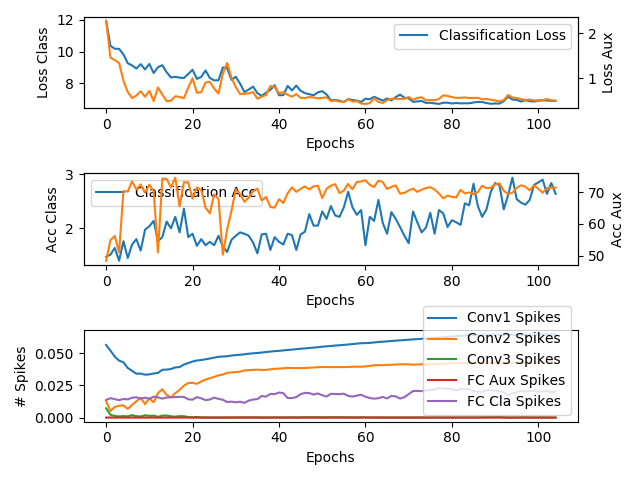 12
10
8
Loss Class
Classification Loss
2
1
Loss Aux
0 20 40 60 80 100
Epochs
3
2
Acc Class
Classification Acc
70
60
50
Acc Aux
0 20 40 60 80 100
Epochs
0.050
0.025
0.000
# Spikes
Conv1 Spikes
Conv2 Spikes
Conv3 Spikes
FC Aux Spikes
FC Cla Spikes
0 20 40 60 80 100
Epochs